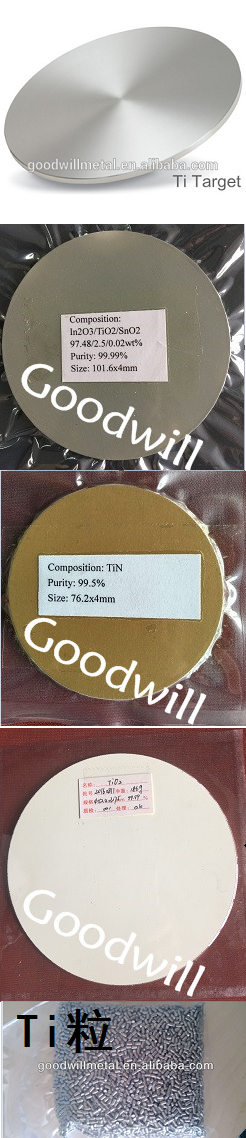 goodwillmetal.en.alibaba.com
Ti Target
Composition:
In2O3/TiO2/SnO2
97.48/2.5/0.02wt%
Purity: 99.99%
Size: 101.6x4mm
Goodwill
Composition: TiN
Purity: 99.5%
Size: 76.2x4mm
Goodwill
TiO2
Goodwill
Ti粒
goodwillmetal.en.alibaba.com